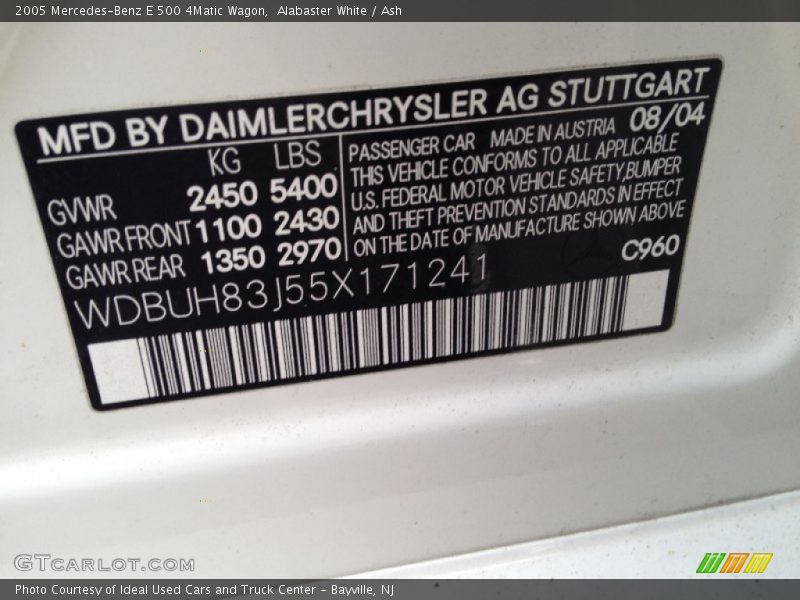 2005 Mercedes-Benz E 500 4Matic Wagon,  Alabaster White / Ash
MFD BY DAIMLERCHRYSLER AG STUTTGART
KG LBS
GVWR 2450 5400
GAWR FRONT 1100 2430
GAWR REAR 1350 2970
08/04
PASSENGER CAR MADE IN AUSTRIA
THIS VEHICLE CONFORMS TO ALL APPLICABLE
U.S. FEDERAL MOTOR VEHICLE SAFETY,BUMPER
AND THEFT PREVENTION STANDARDS IN EFFECT
ON THE DATE OF MANUFACTURE SHOWN ABOVE
C960
WDBUH83J55X171241
GTCARLOT.COM
Photo Courtesy of Ideal Used Cars and Truck Center – Bayville, NJ